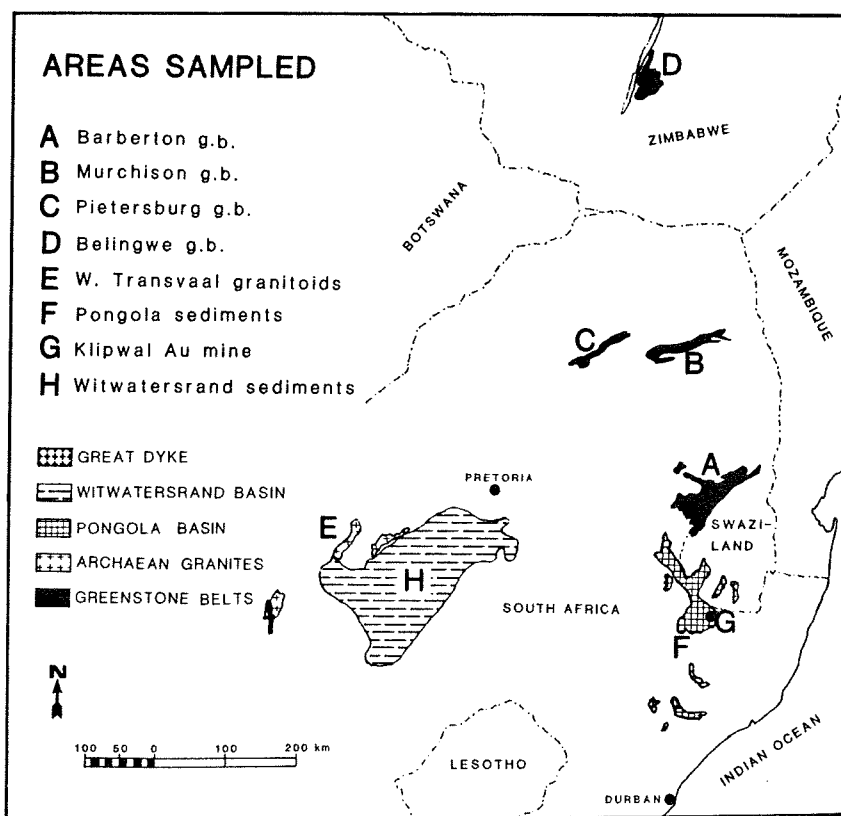 AREAS SAMPLED
A Barberton g.b.
B Murchison g.b.
C Pietersburg g.b.
D Belingwe g.b.
E W. Transvaal granitoids
F Pongola sediments
G Klipwal Au mine
H Witwatersrand sediments
GREAT DYKE
WITWATERSRAND BASIN
PONGOLA BASIN
ARCHAEAN GRANITES
GREENSTONE BELTS
N
100 50 0 100 200 km
D
ZIMBABWE
BOTSWANA
MOZAMBIQUE
C
B
A
PRETORIA
SWAZI-
LAND
E
H
SOUTH AFRICA
G
F
LESOTHO
INDIAN OCEAN
DURBAN